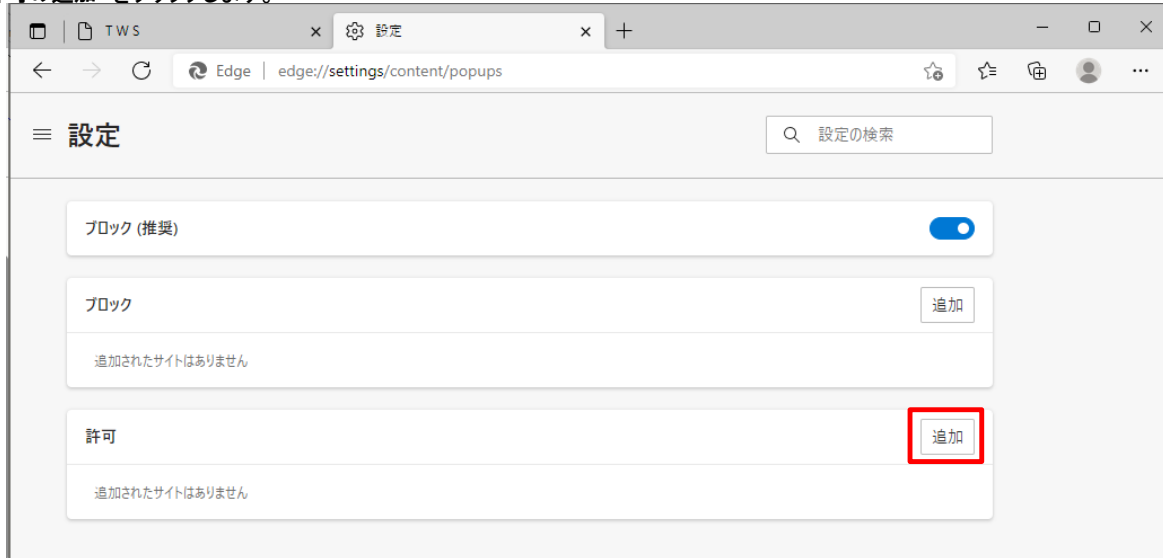 TWS
設定
Edge
edge://settings/content/popups
設定
設定の検索
ブロック (推奨)
ブロック
追加
追加されたサイトはありません
許可
追加
追加されたサイトはありません